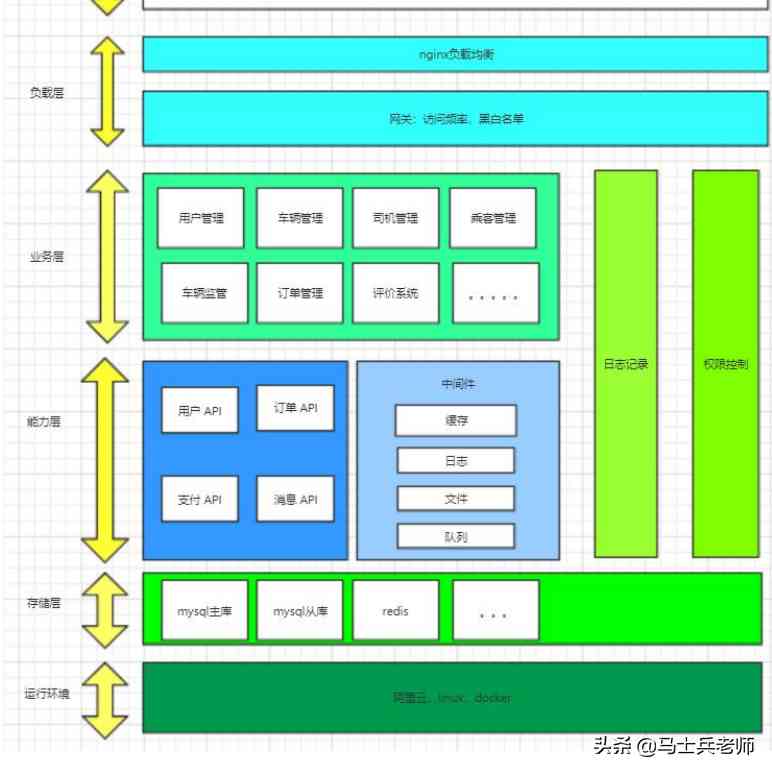 nginx负载均衡
负载层
网关：访问频率、黑白名单
用户管理 车辆管理 司机管理 乘客管理
业务层
车辆监管 订单管理 评价系统 . . . . .
日志记录 权限控制
能力层
用户 API 订单 API
支付 API 消息 API
中间件
缓存
日志
文件
队列
存储层
mysql主库 mysql从库 redis . . .
运行环境
阿里云、linux、docker
头条 @马士兵老师